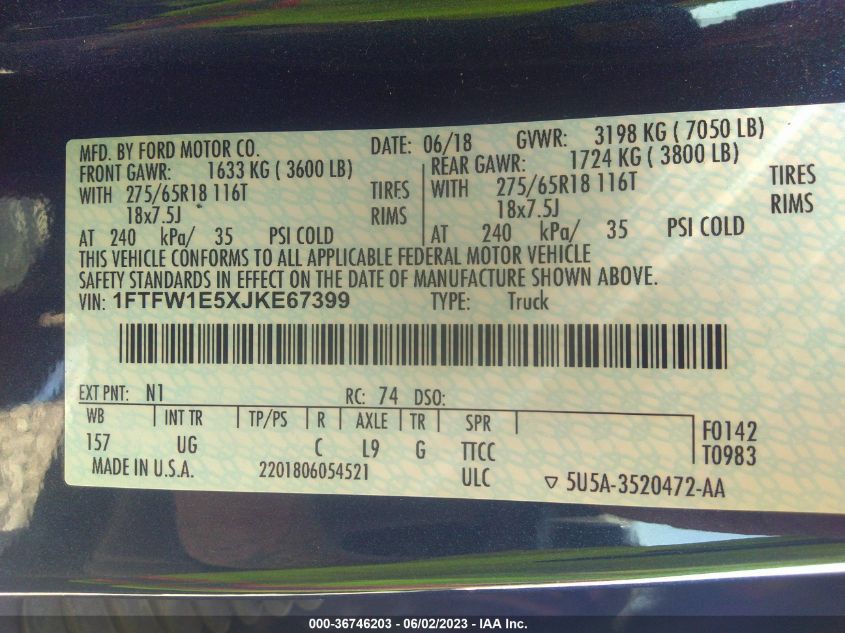 MFD. BY FORD MOTOR CO. DATE: 06/18 GVWR: 3198 KG ( 7050 LB)
FRONT GAWR: 1633 KG ( 3600 LB) REAR GAWR: 1724 KG ( 3800 LB)
WITH 275/65R18 116T TIRES WITH 275/65R18 116T TIRES
18x7.5J RIMS 18x7.5J RIMS
AT 240 kPa/ 35 PSI COLD AT 240 kPa/ 35 PSI COLD
THIS VEHICLE CONFORMS TO ALL APPLICABLE FEDERAL MOTOR VEHICLE
SAFETY STANDARDS IN EFFECT ON THE DATE OF MANUFACTURE SHOWN ABOVE.
VIN: 1FTFW1E5XJKE67399 TYPE: Truck
EXT PNT: N1 RC: 74 DSO:
WB INT TR TP/PS R AXLE TR SPR F0142
157 UG C L9 G TTCC T0983
MADE IN U.S.A. 2201806054521 ULC ▽ 5U5A-3520472-AA
000-36746203 - 06/02/2023 - IAA Inc.